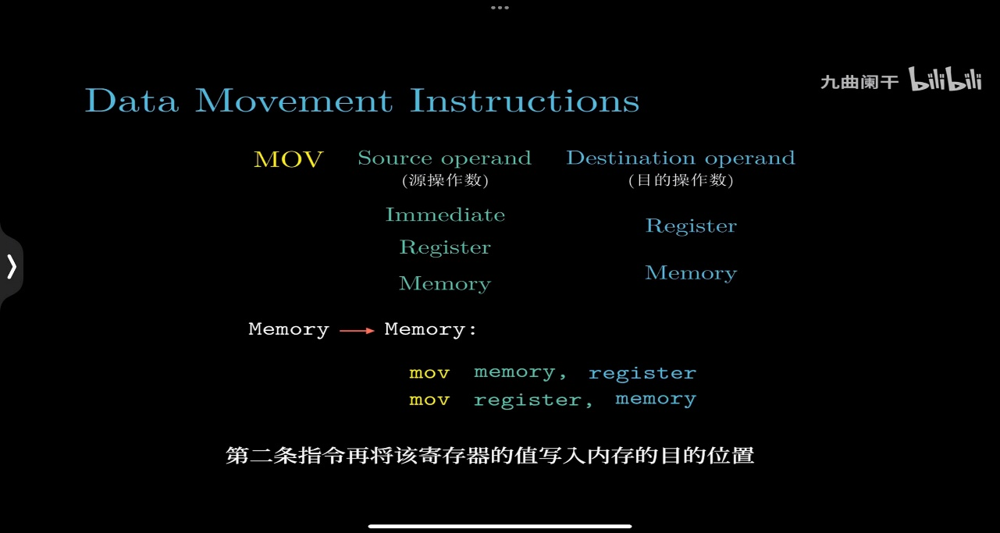 九曲阑干 bilibili
Data Movement Instructions
MOV Source operand Destination operand
(源操作数) (目的操作数)
Immediate
Register
Register
Memory
Memory
Memory → Memory:
mov memory, register
mov register, memory
第二条指令再将该寄存器的值写入内存的目的位置